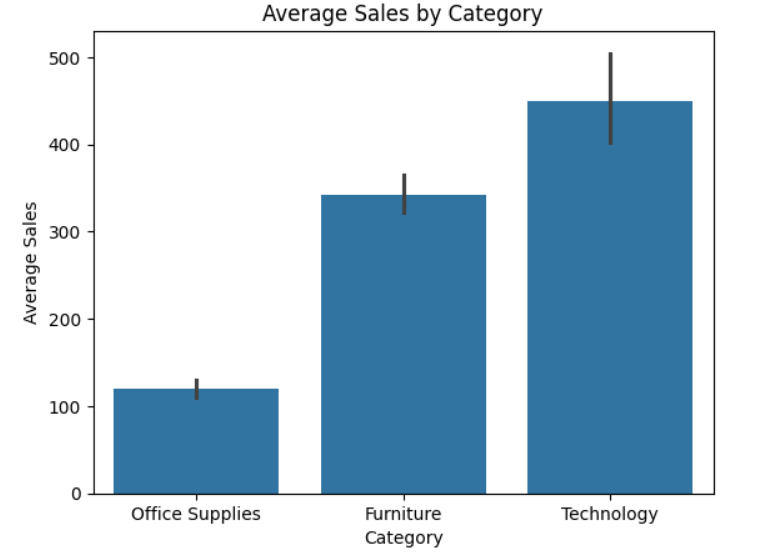 Average Sales by Category
500
400
300
200
100
0
Average Sales
Office Supplies Furniture Technology
Category